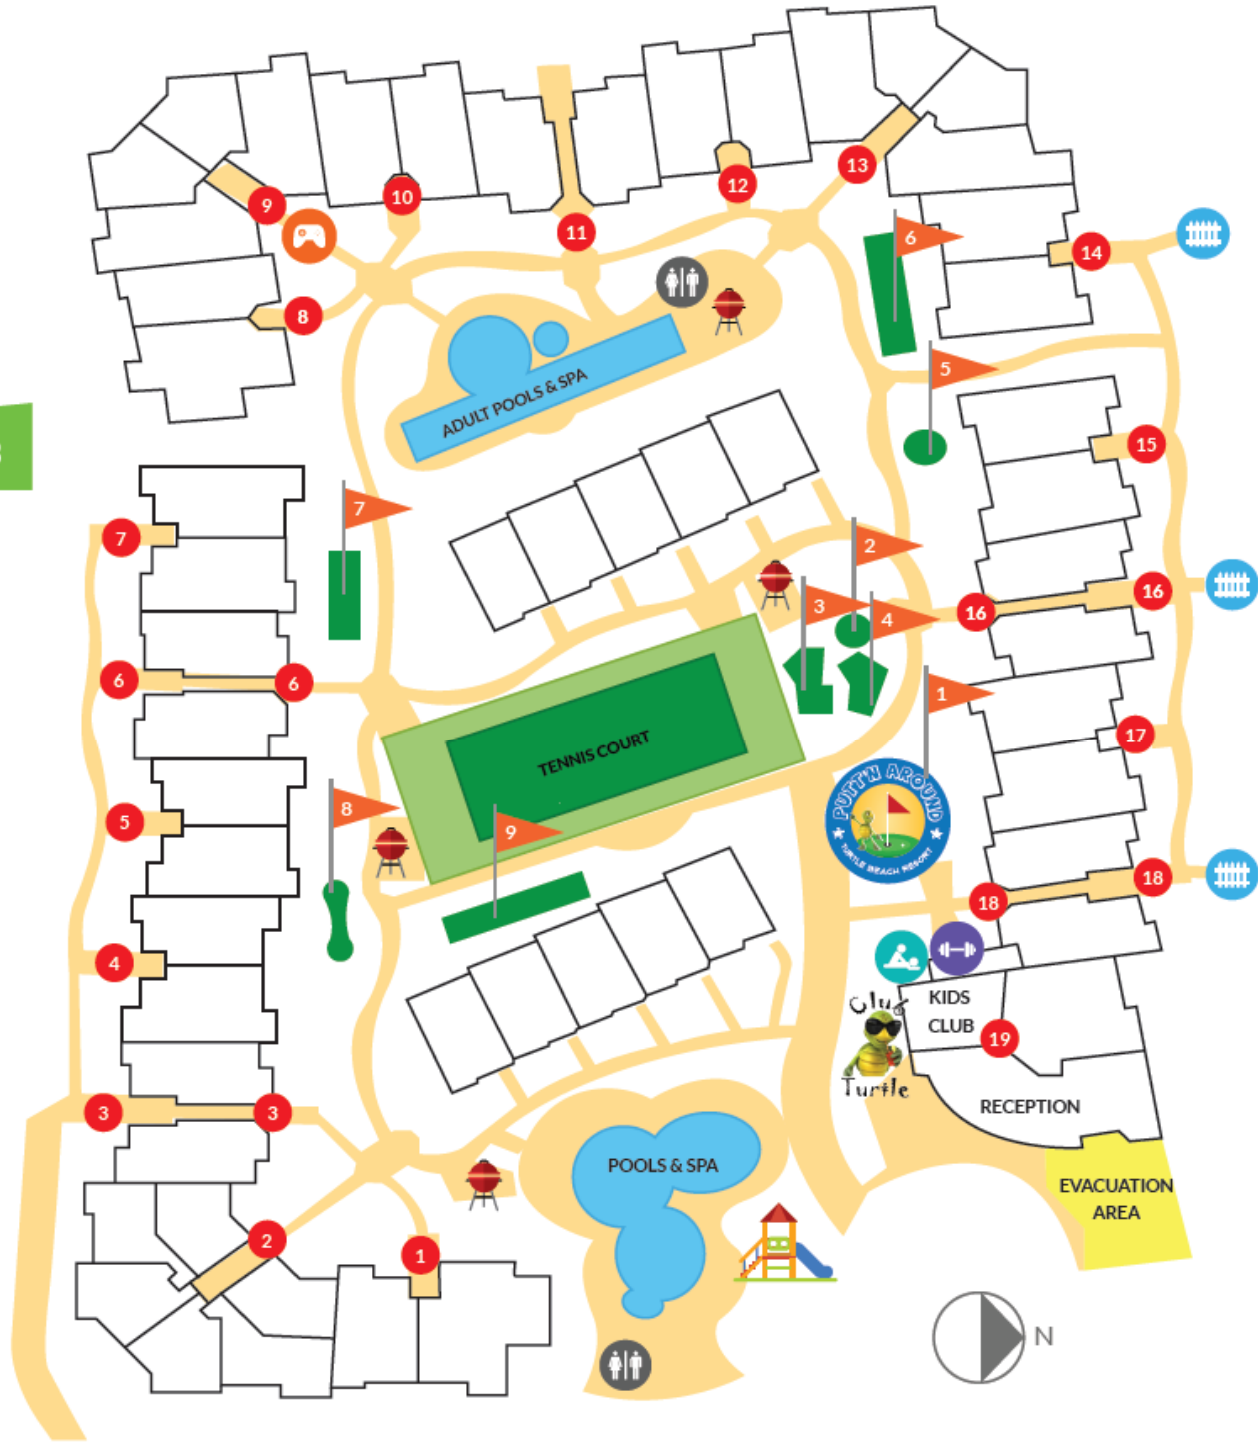 13
12
10
9
11
6
14
8
5
ADULT POOLS & SPA
15
7
7
2
16
3
16
4
6
6
1
17
TENNIS COURT
PUTT'N AROUND
TURTLE BEACH RESORT
8
5
9
18
18
4
KIDS
CLUB
Club
Turtle
19
RECEPTION
3
3
POOLS & SPA
EVACUATION
AREA
2
1
N